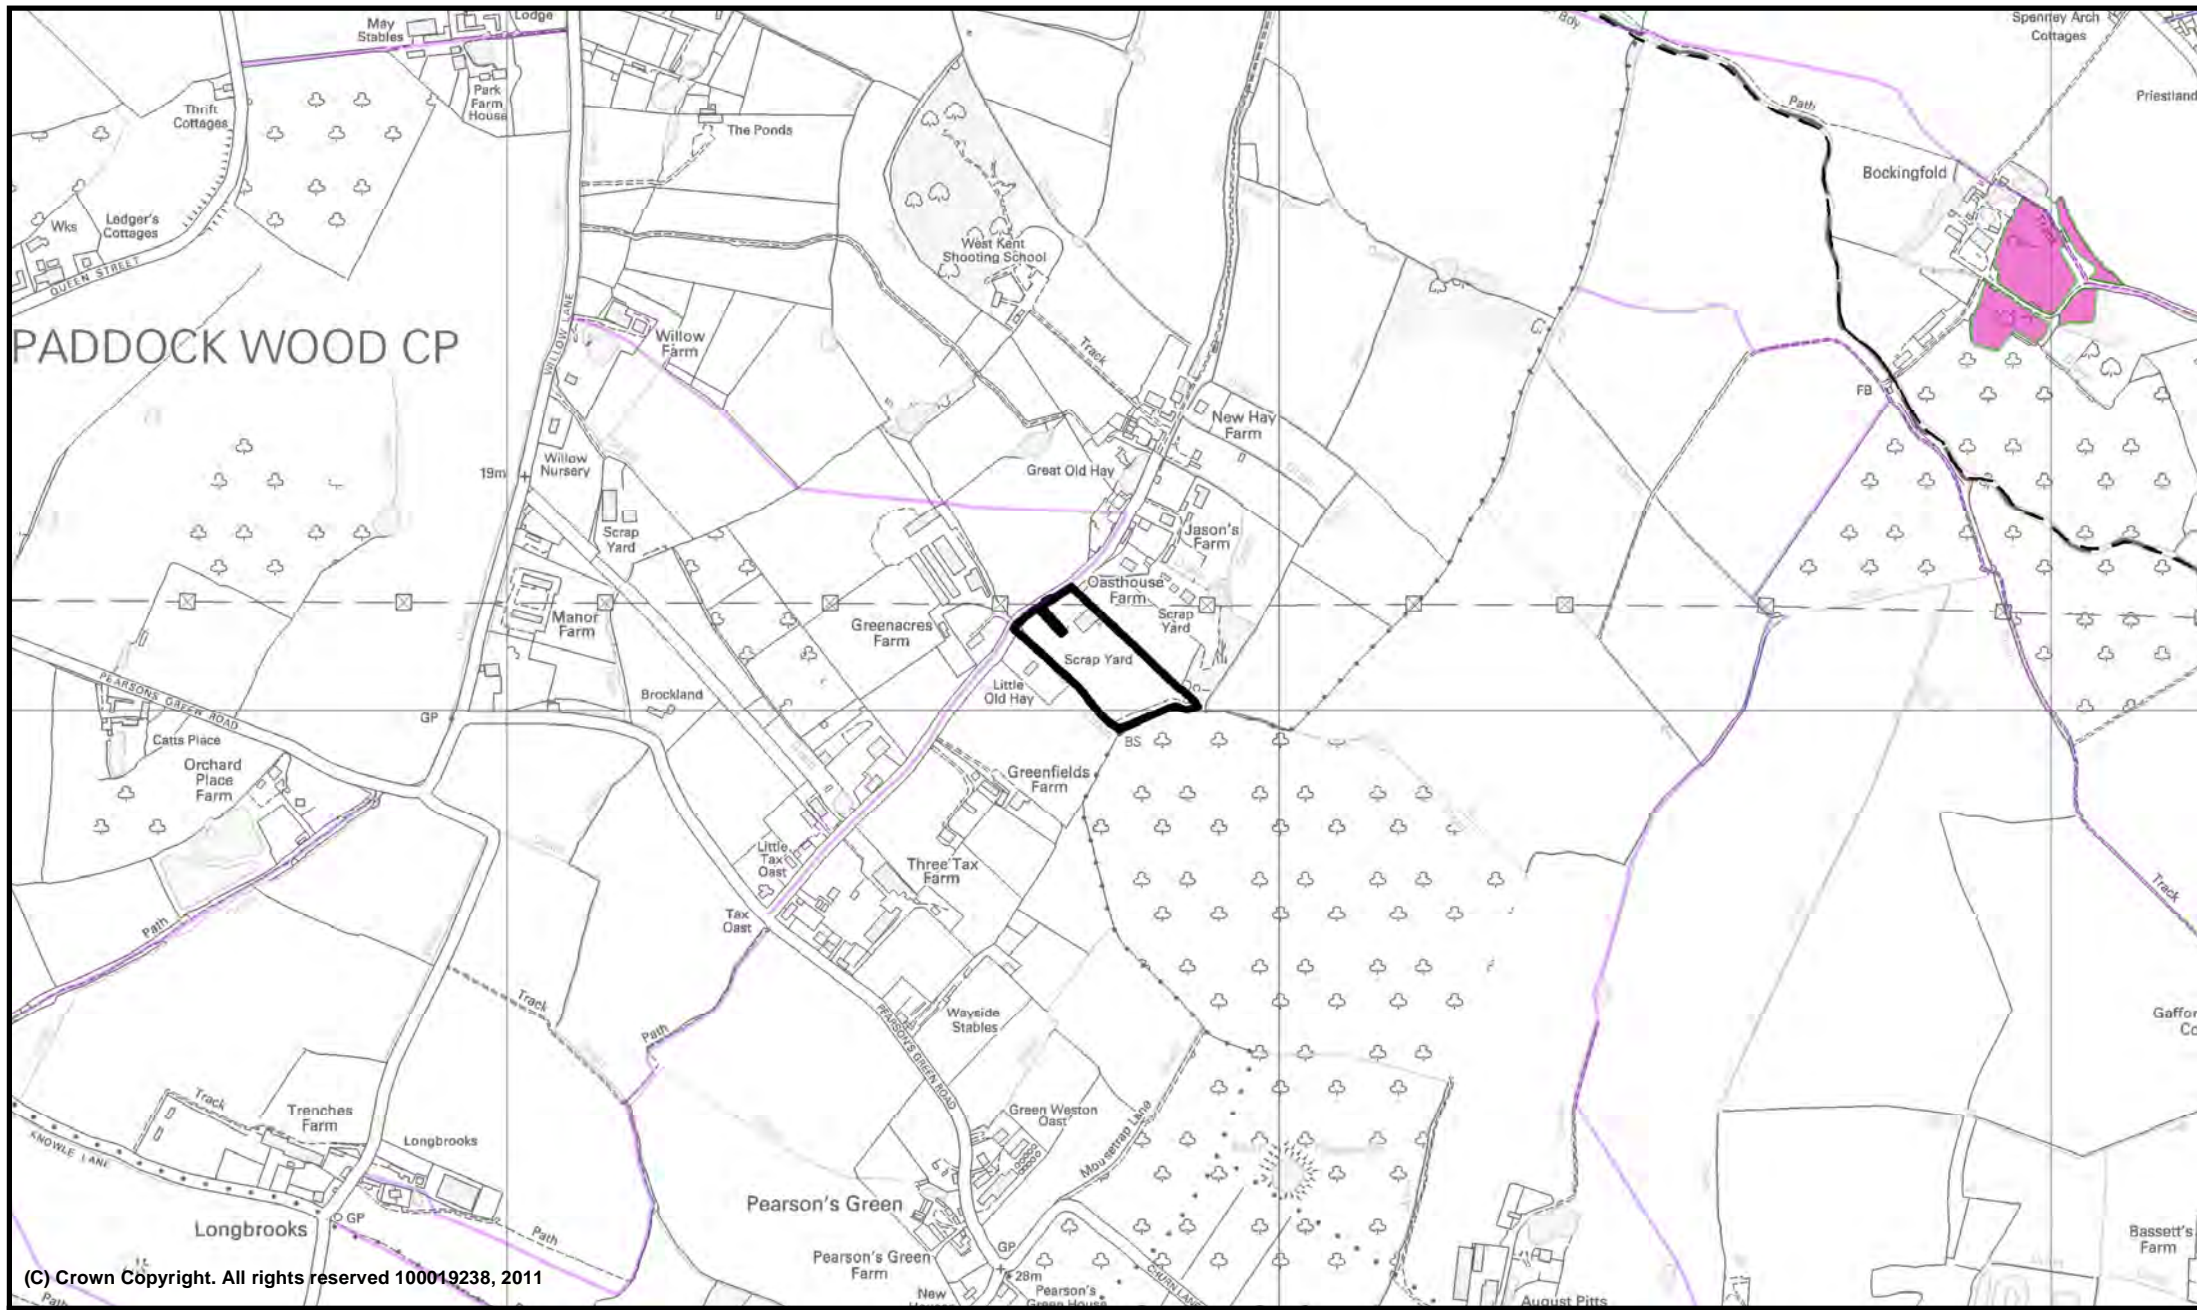 May
Stables
Lodge
Bdy
Spenney Arch
Cottages
Park
Farm
House
Thrift
Cottages
The Ponds
Path
Priestland
Bockingfold
Wks
Ledger's
Cottages
QUEEN STREET
West Kent
Shooting School
PADDOCK WOOD CP
WILLOW LANE
Willow
Farm
Track
FB
New Hay
Farm
Great Old Hay
19m
Willow
Nursery
Scrap
Yard
Jason's
Farm
Oasthouse
Farm
Scrap
Yard
Manor
Farm
Greenacres
Farm
Scrap Yard
Little
Old Hay
Brockland
PEARSONS GREEN ROAD
GP
Catts Place
BS
Orchard
Place
Farm
Greenfields
Farm
Little
Tax
Oast
Three Tax
Farm
Track
Tax
Oast
Path
Track
Path
Wayside
Stables
PEARSON'S GREEN ROAD
Gaffor
Co
Track
Trenches
Farm
Green Weston
Oast
Mousetrap Lane
KNOWLE LANE
Longbrooks
Pearson's Green
Longbrooks
GP
Path
GP
Pearson's Green
Farm
28m
CHURN LANE
Bassett's
Farm
(C) Crown Copyright. All rights reserved 100019238, 2011
Path
New
Pearson's
Green House
August Pitts